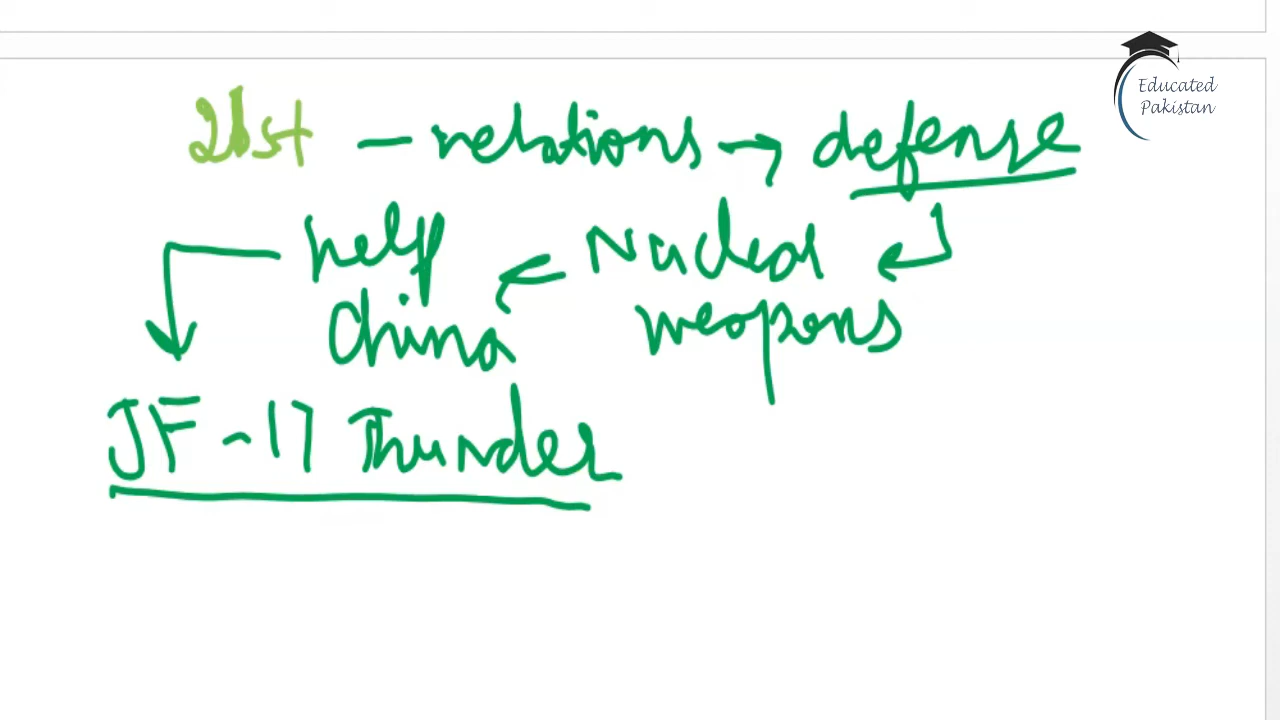 21st – relations → defense
help ← Nuclear
China weapons
JF-17 Thunder
Educated
Pakistan